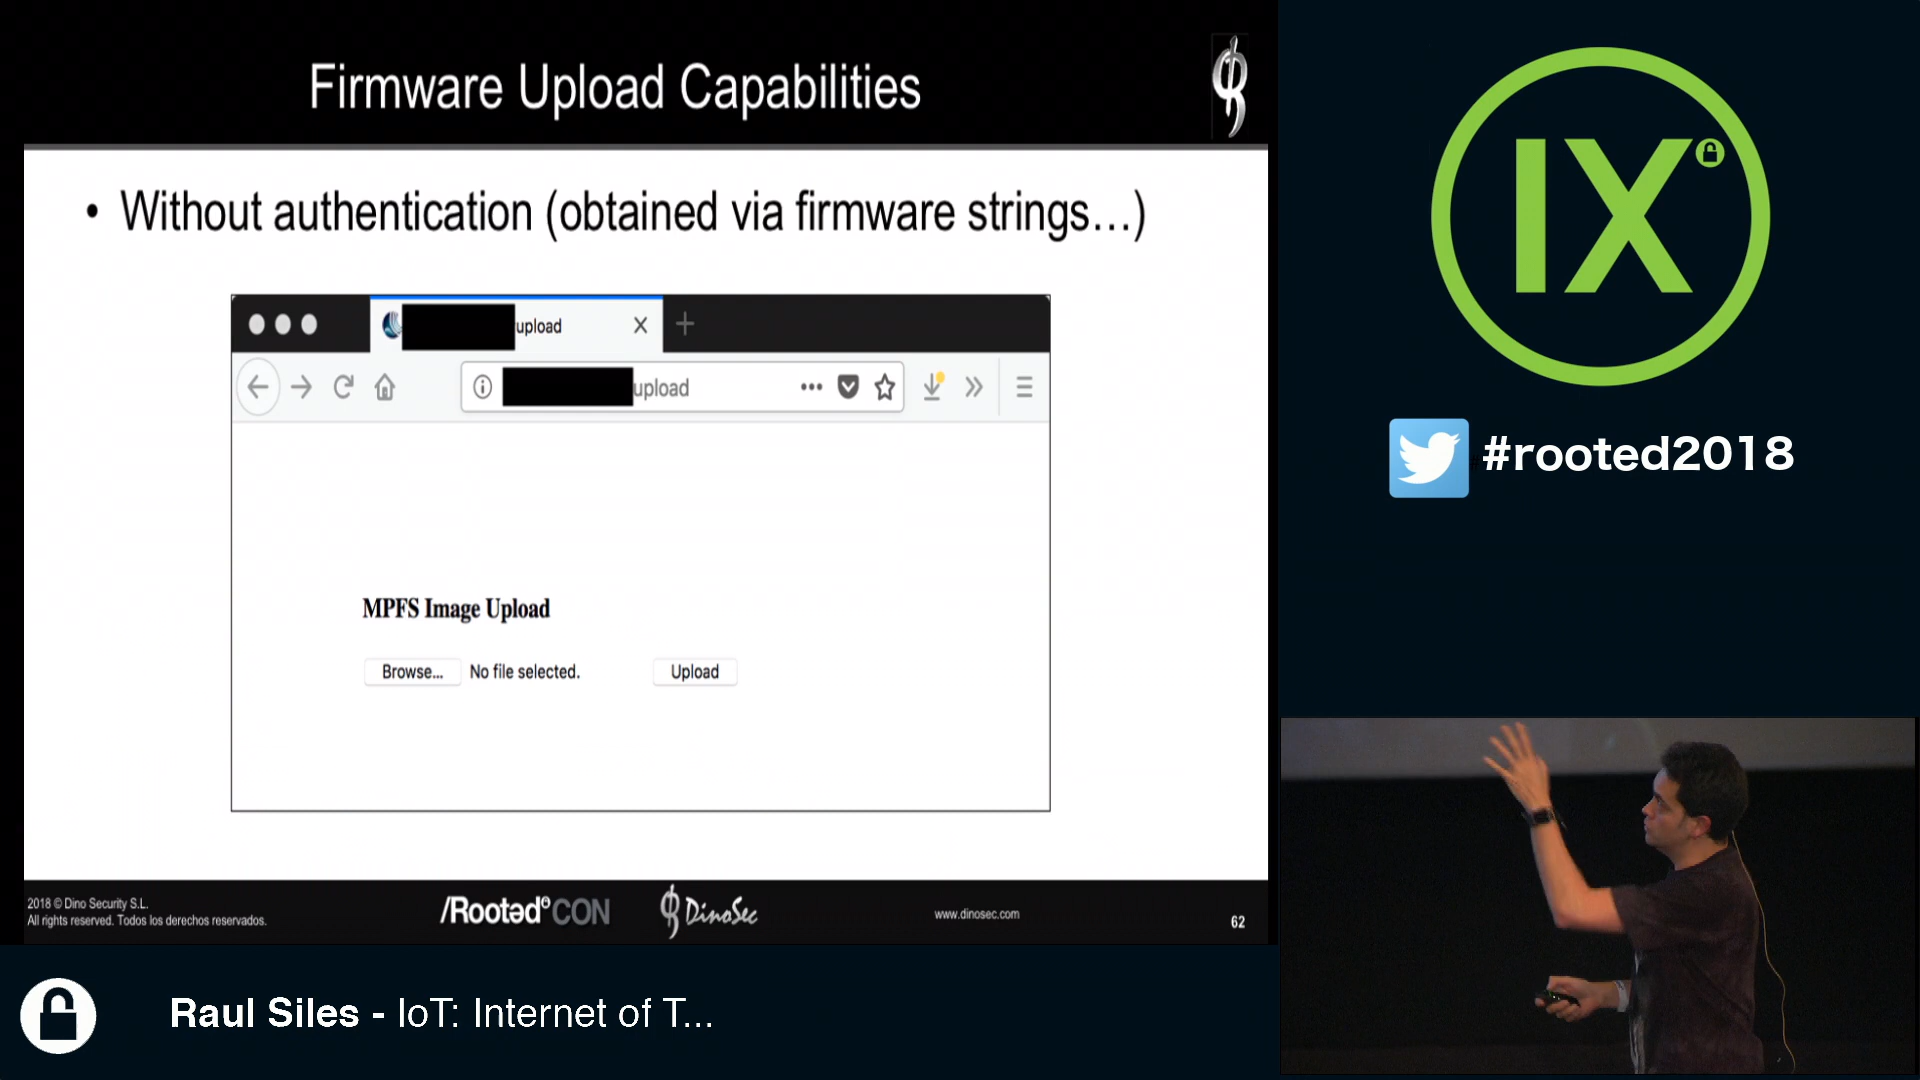 Firmware Upload Capabilities
• Without authentication (obtained via firmware strings...)
upload
upload
MPFS Image Upload
Browse... No file selected. Upload
2018 © Dino Security S.L.
All rights reserved. Todos los derechos reservados.
/Rootəd CON
DinoSec
www.dinosec.com
62
IX
#rooted2018
Raul Siles - IoT: Internet of T...